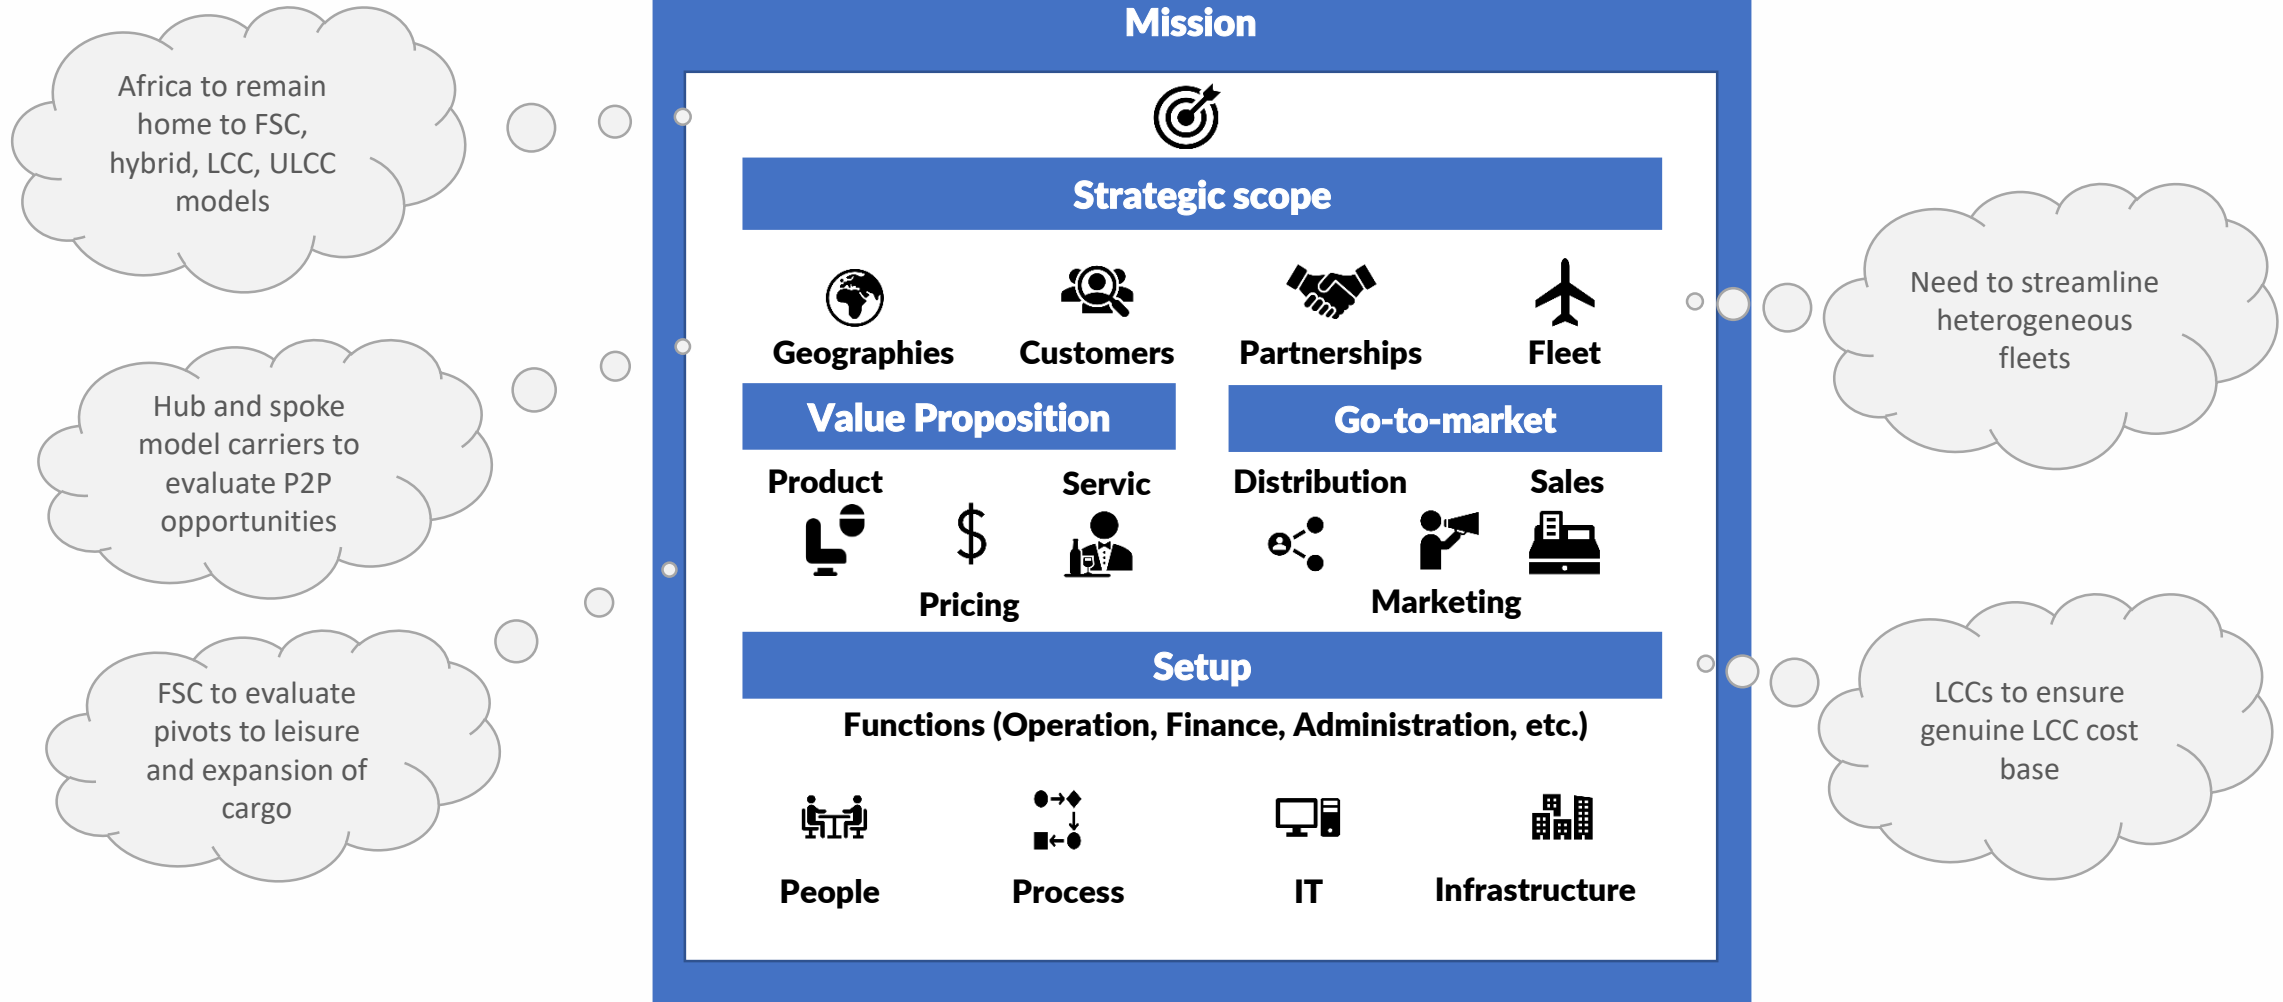 Mission
Africa to remain
home to FSC,
hybrid, LCC, ULCC
models
Hub and spoke
model carriers to
evaluate P2P
opportunities
FSC to evaluate
pivots to leisure
and expansion of
cargo
Strategic scope
Geographies
Customers
Partnerships
Fleet
Value Proposition
Go-to-market
Product
Servic
Distribution
Sales
$
Pricing
Marketing
Setup
Functions (Operation, Finance, Administration, etc.)
People
Process
IT
Infrastructure
Need to streamline
heterogeneous
fleets
LCCs to ensure
genuine LCC cost
base